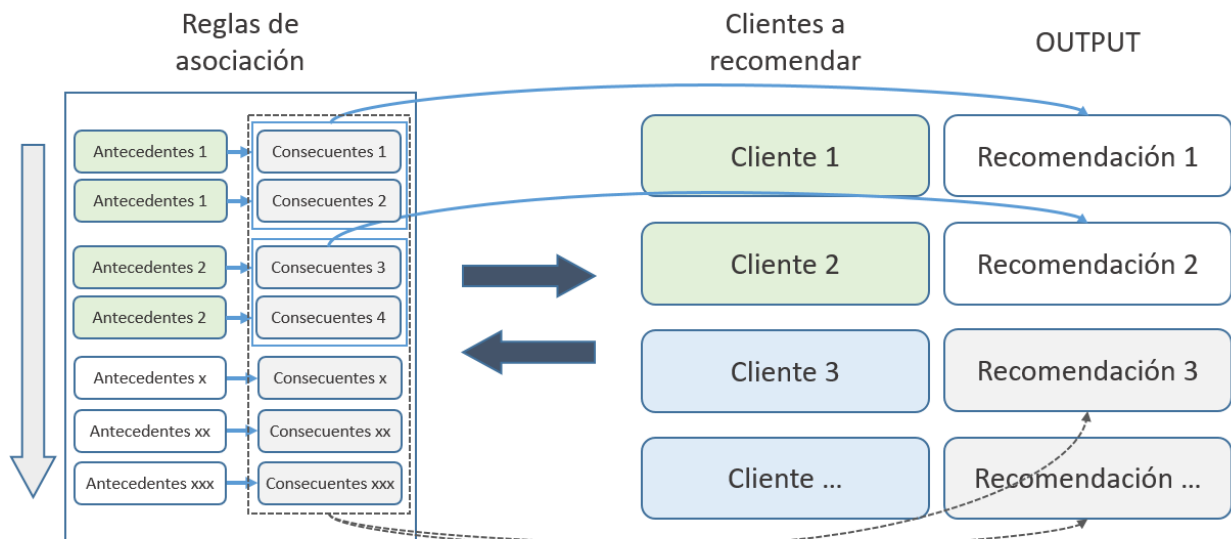 Reglas de
asociación
Clientes a
recomendar
OUTPUT
Antecedentes 1
Consecuentes 1
Antecedentes 1
Consecuentes 2
Antecedentes 2
Consecuentes 3
Antecedentes 2
Consecuentes 4
Antecedentes x
Consecuentes x
Antecedentes xx
Consecuentes xx
Antecedentes xxx
Consecuentes xxx
Cliente 1
Recomendación 1
Cliente 2
Recomendación 2
Cliente 3
Recomendación 3
Cliente ...
Recomendación ...